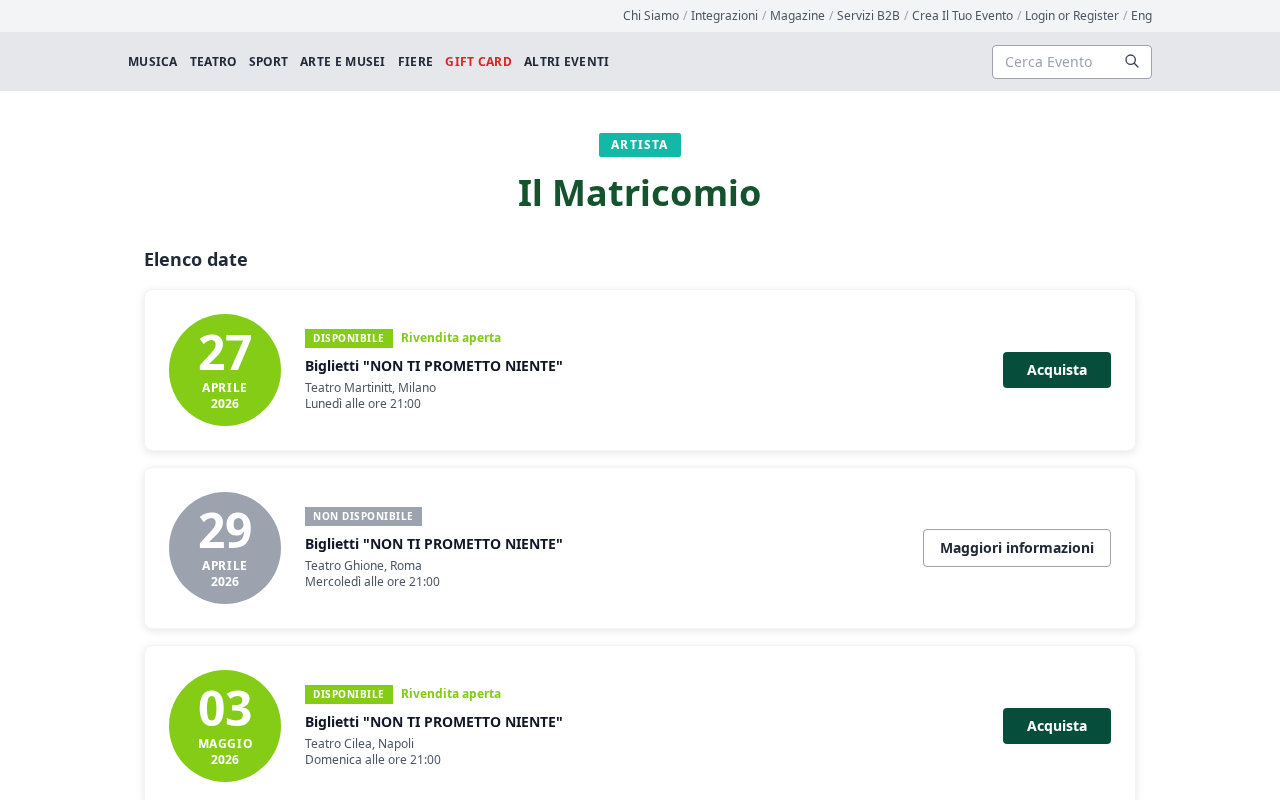 Chi Siamo / Integrazioni / Magazine / Servizi B2B / Crea Il Tuo Evento / Login or Register / Eng
MUSICA TEATRO SPORT ARTE E MUSEI FIERE GIFT CARD ALTRI EVENTI
Cerca Evento
ARTISTA
Il Matricomio
Elenco date
27
APRILE
2026
DISPONIBILE Rivendita aperta
Biglietti "NON TI PROMETTO NIENTE"
Teatro Martinitt, Milano
Lunedì alle ore 21:00
Acquista
29
APRILE
2026
NON DISPONIBILE
Biglietti "NON TI PROMETTO NIENTE"
Teatro Ghione, Roma
Mercoledì alle ore 21:00
Maggiori informazioni
03
MAGGIO
2026
DISPONIBILE Rivendita aperta
Biglietti "NON TI PROMETTO NIENTE"
Teatro Cilea, Napoli
Domenica alle ore 21:00
Acquista